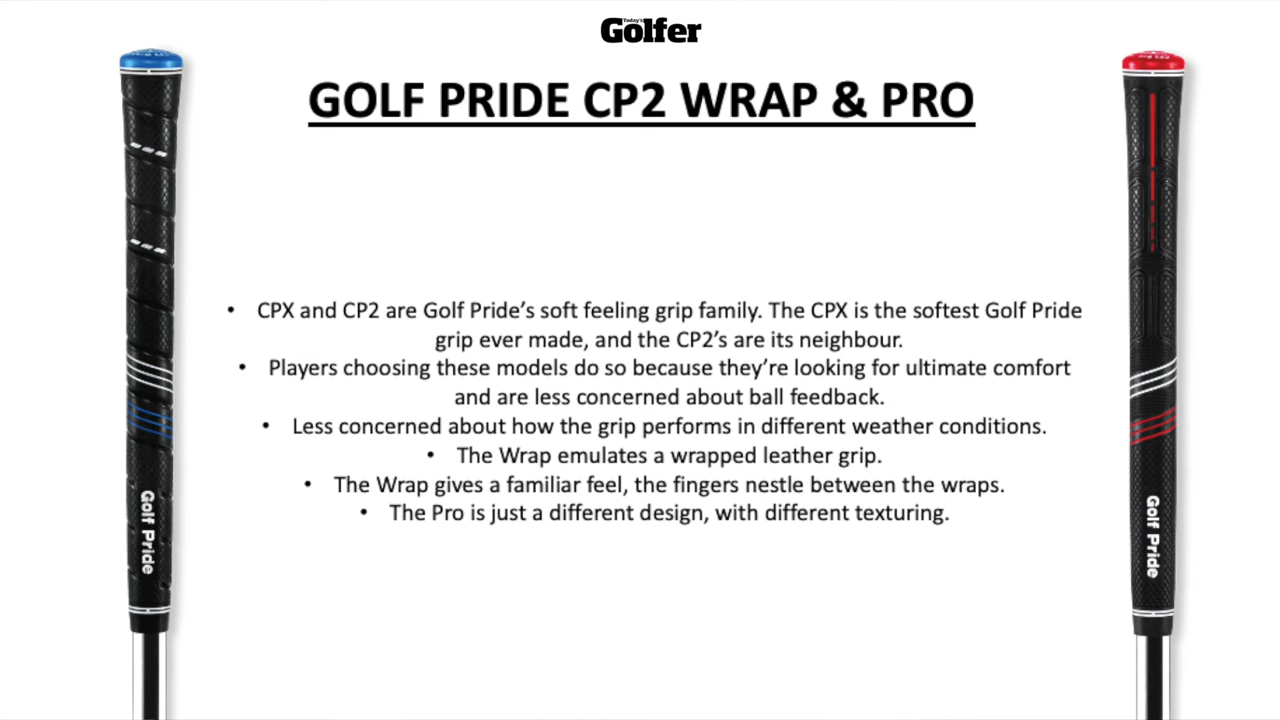 Today's
Golfer
GOLF PRIDE CP2 WRAP & PRO
• CPX and CP2 are Golf Pride’s soft feeling grip family. The CPX is the softest Golf Pride
grip ever made, and the CP2’s are its neighbour.
• Players choosing these models do so because they’re looking for ultimate comfort
and are less concerned about ball feedback.
• Less concerned about how the grip performs in different weather conditions.
• The Wrap emulates a wrapped leather grip.
• The Wrap gives a familiar feel, the fingers nestle between the wraps.
• The Pro is just a different design, with different texturing.
Golf Pride
Golf Pride